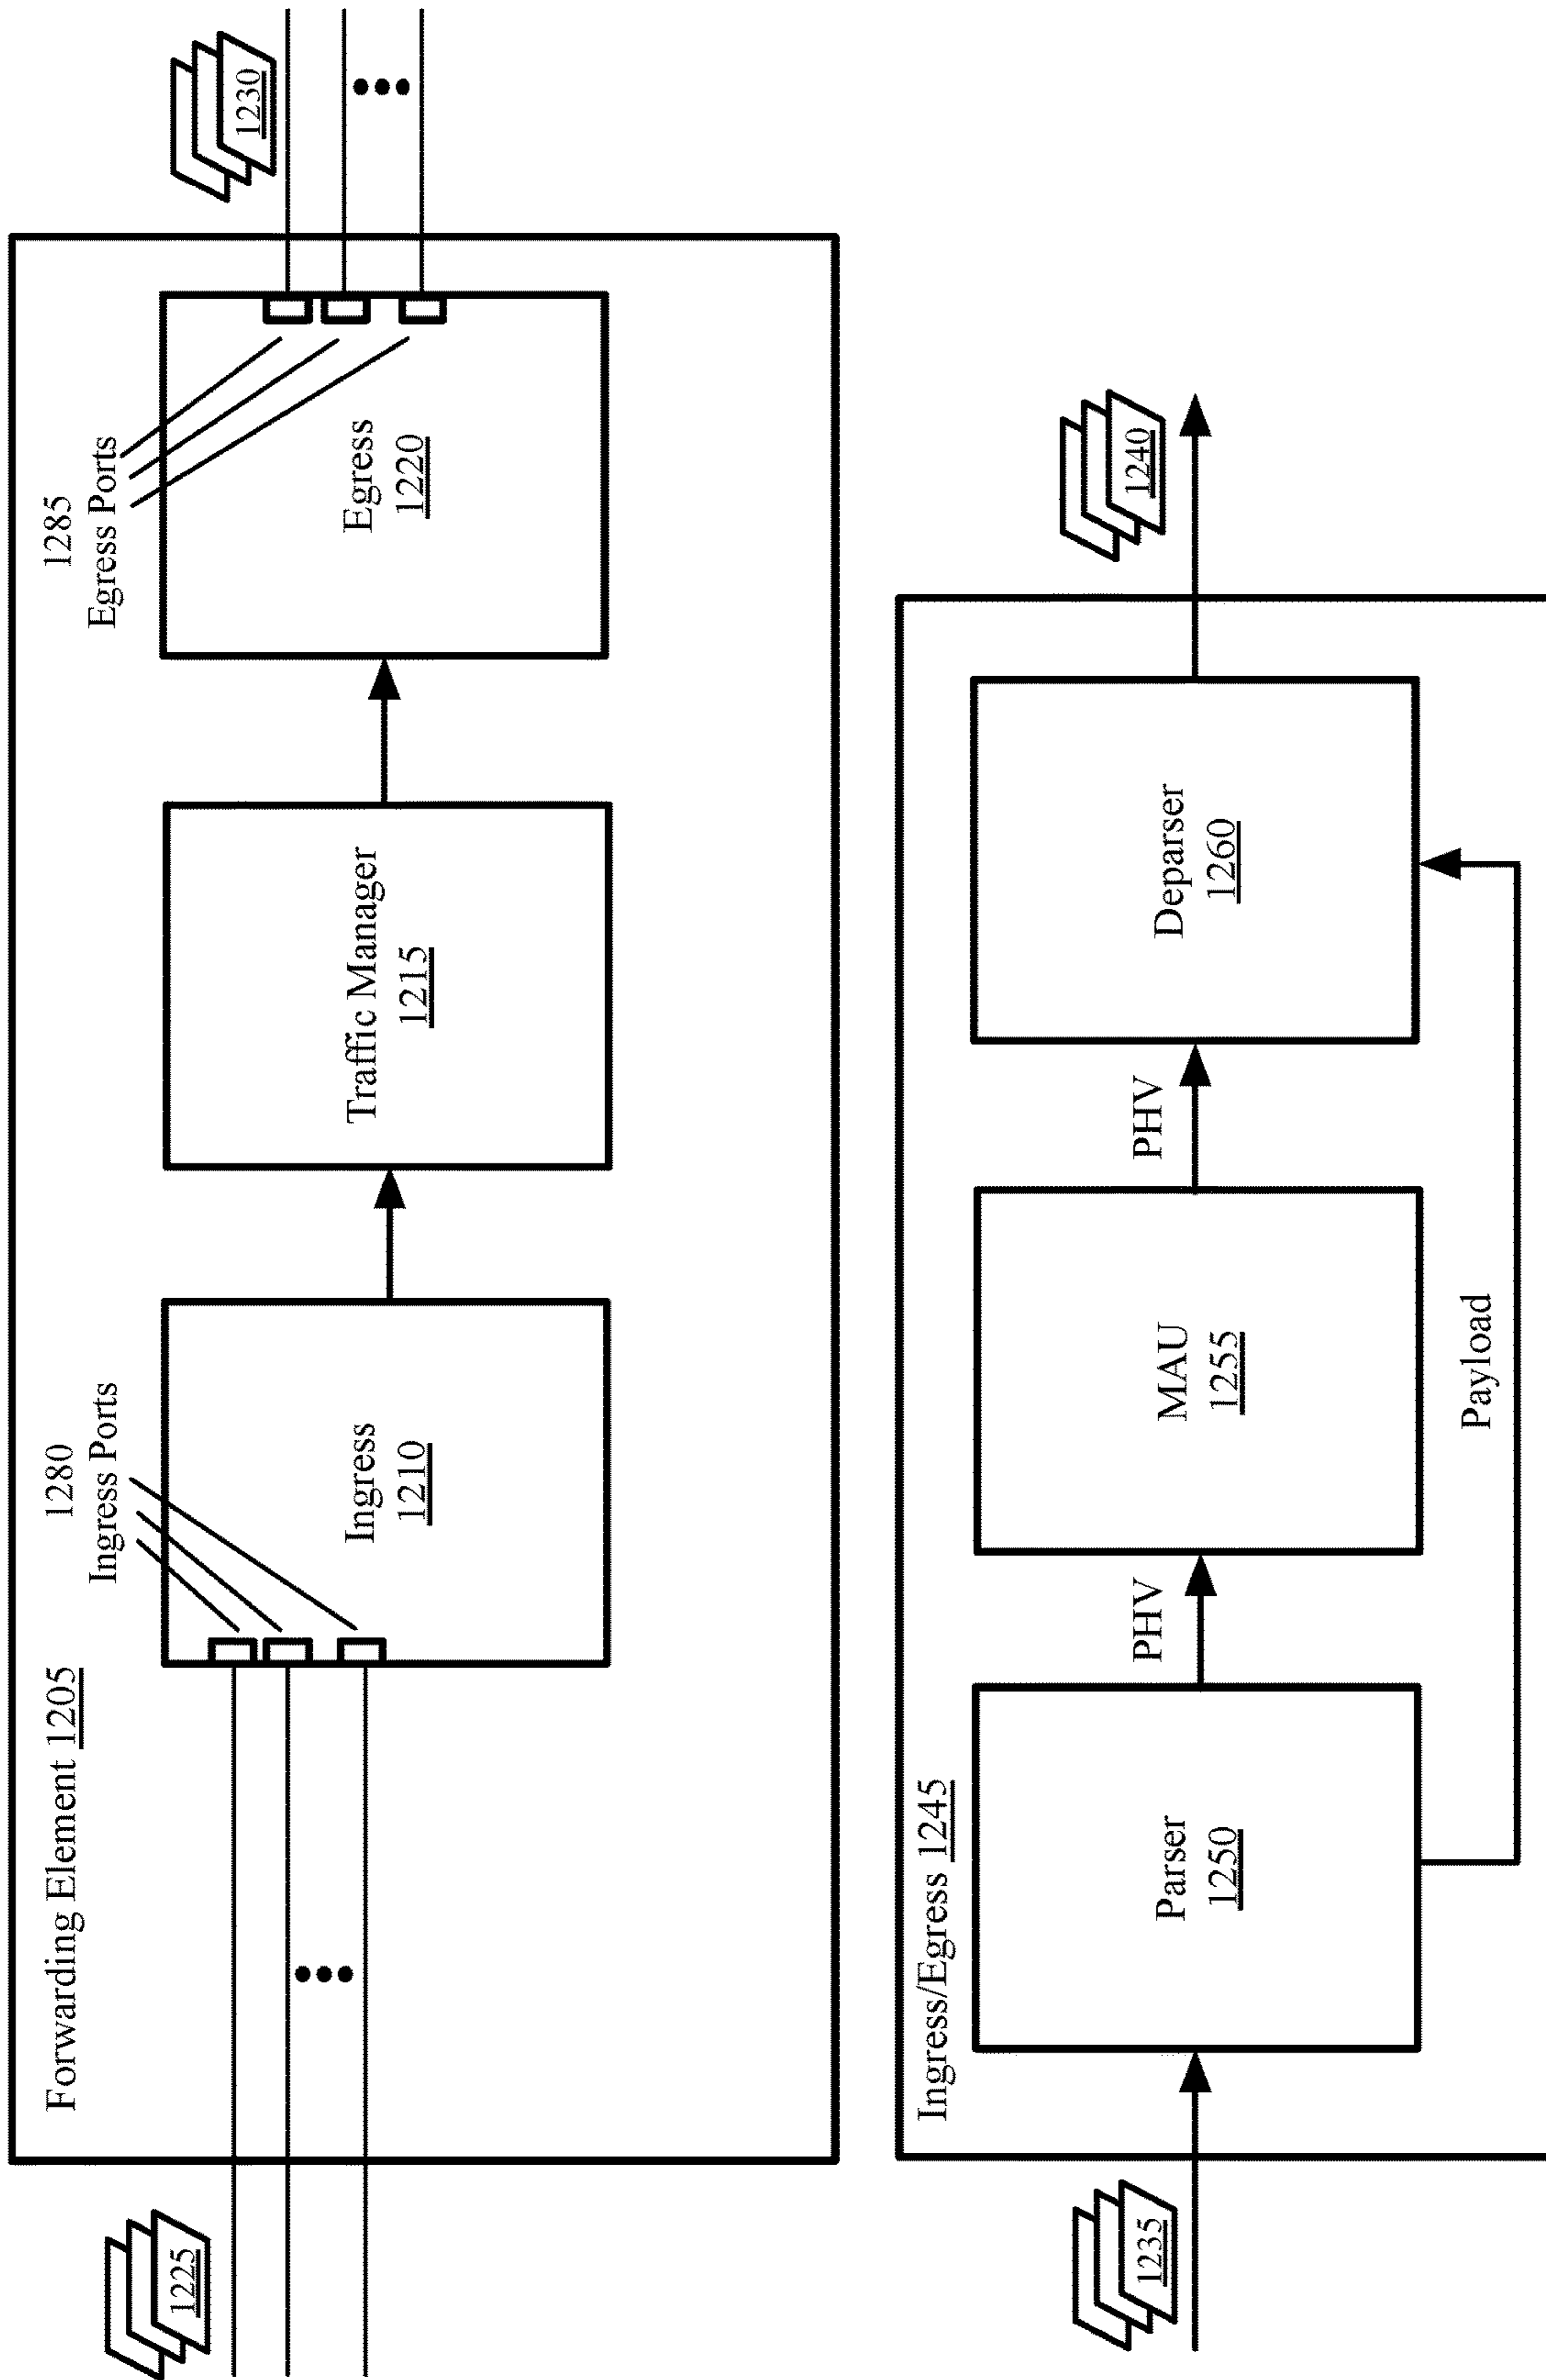 Forwarding Element 1205
1280
Ingress Ports
1285
Egress Ports
1225
Ingress
1210
Traffic Manager
1215
Egress
1220
1230
Ingress/Egress 1245
1235
Parser
1250
PHV
MAU
1255
PHV
Deparser
1260
1240
Payload